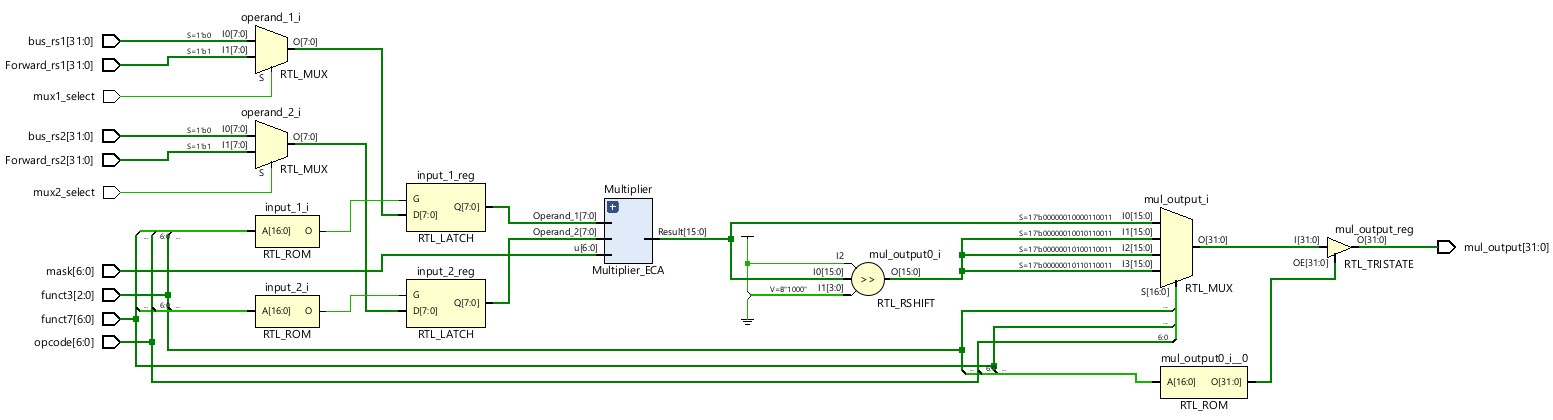 operand_1_i
bus_rs1[31:0]
S=1'b0
I0[7:0]
O[7:0]
Forward_rs1[31:0]
S=1'b1
I1[7:0]
S
RTL_MUX
mux1_select
operand_2_i
bus_rs2[31:0]
S=1'b0
I0[7:0]
O[7:0]
Forward_rs2[31:0]
S=1'b1
I1[7:0]
S
RTL_MUX
mux2_select
input_1_reg
G
D[7:0]
Q[7:0]
RTL_LATCH
input_1_i
A[16:0]
O
RTL_ROM
... 6:0 ...
Multiplier
Operand_1[7:0]
Operand_2[7:0]
u[6:0]
Result[15:0]
Multiplier_ECA
mask[6:0]
funct3[2:0]
funct7[6:0]
opcode[6:0]
input_2_i
... 6:0 ...
A[16:0]
O
RTL_ROM
input_2_reg
G
D[7:0]
Q[7:0]
RTL_LATCH
mul_output0_i
I2
I0[15:0]
V=B"1000"
I1[3:0]
>>
O[15:0]
RTL_RSHIFT
mul_output_i
S=17'b00000010000110011
I0[15:0]
S=17'b00000010010110011
I1[15:0]
S=17'b00000010100110011
I2[15:0]
S=17'b00000010110110011
I3[15:0]
O[31:0]
S[16:0]
RTL_MUX
...
...
6:0
mul_output_reg
I[31:0]
O[31:0]
OE[31:0]
RTL_TRISTATE
mul_output[31:0]
mul_output0_i__0
... 6:0 ...
A[16:0]
O[31:0]
RTL_ROM